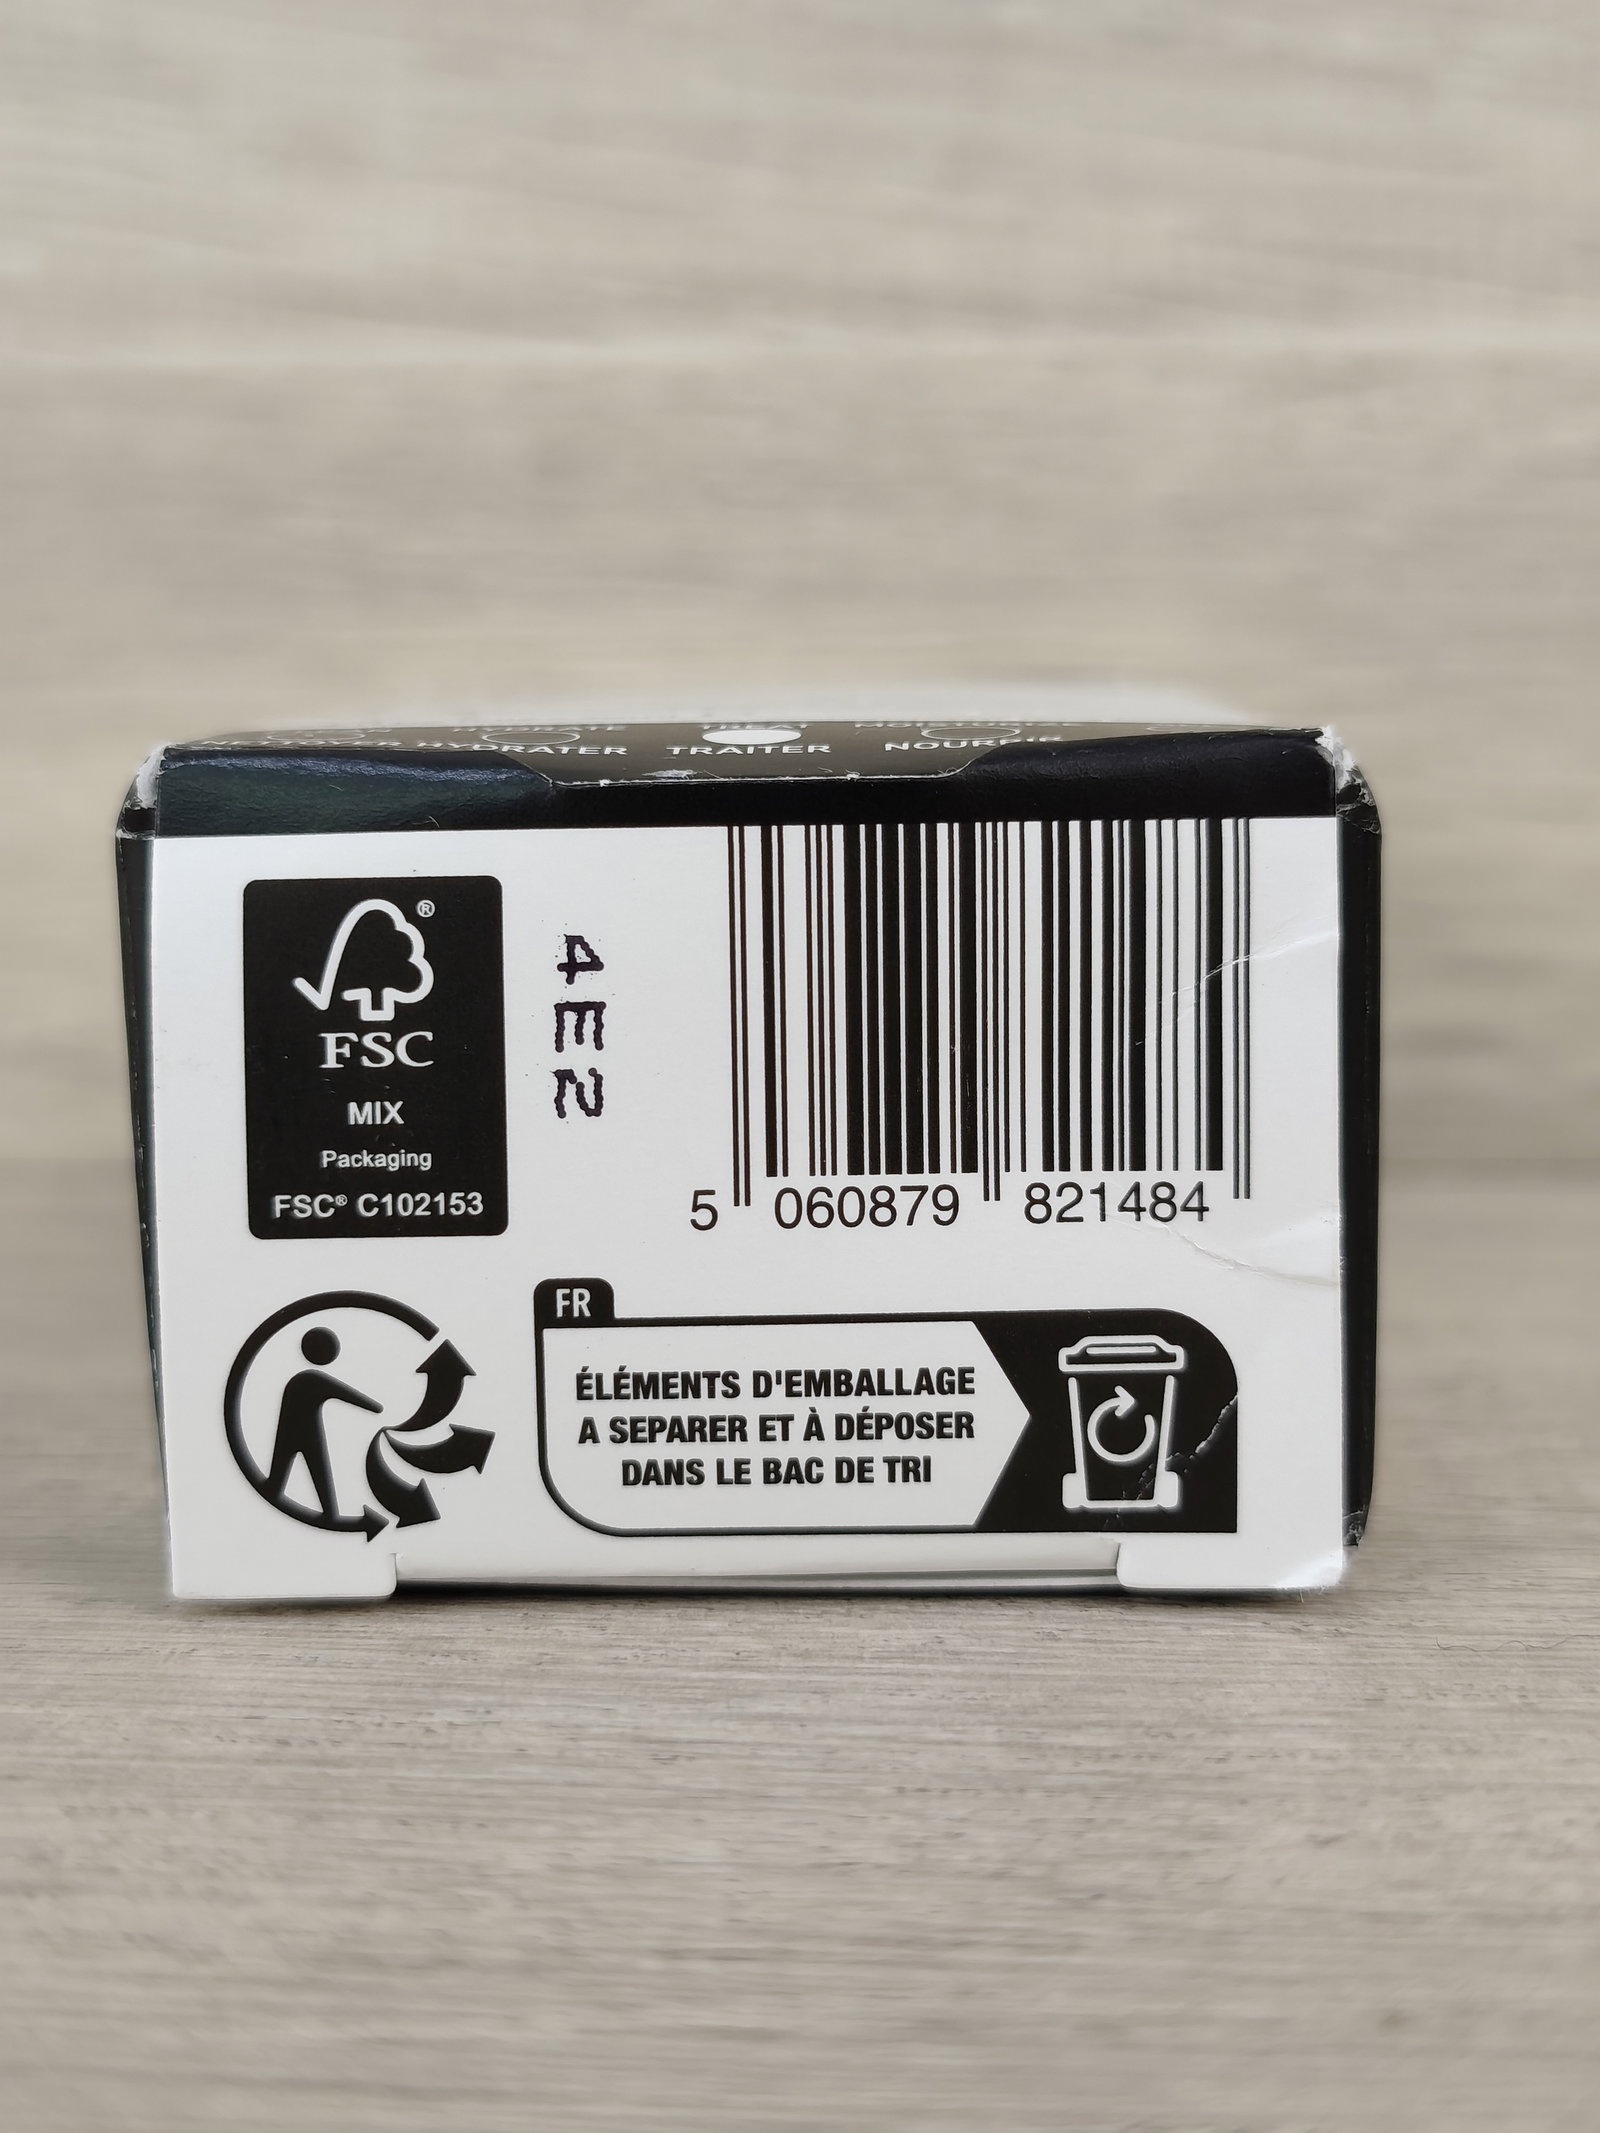 HYDRATER TRAITER NOURRIR
FSC®
MIX
Packaging
FSC® C102153
4E2
5 060879 821484
FR
ÉLÉMENTS D'EMBALLAGE
A SEPARER ET À DÉPOSER
DANS LE BAC DE TRI